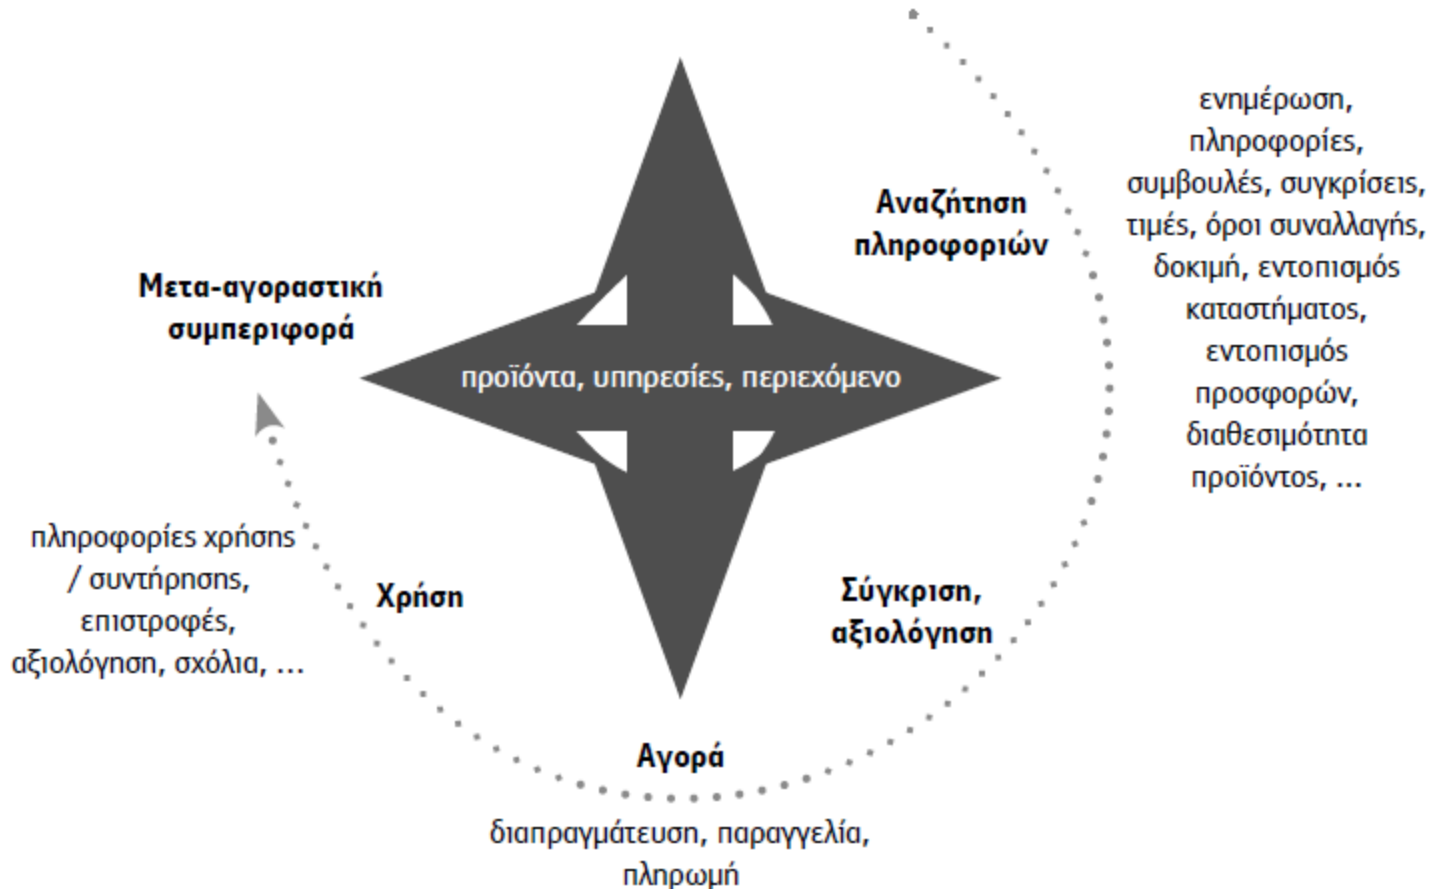 ενημέρωση,
πληροφορίες,
συμβουλές, συγκρίσεις,
τιμές, όροι συναλλαγής,
δοκιμή, εντοπισμός
καταστήματος,
εντοπισμός
προσφορών,
διαθεσιμότητα
προϊόντος, ...
Αναζήτηση
πληροφοριών
Μετα-αγοραστική
συμπεριφορά
προϊόντα, υπηρεσίες, περιεχόμενο
πληροφορίες χρήσης
/ συντήρησης,
επιστροφές,
αξιολόγηση, σχόλια, ...
Χρήση
Σύγκριση,
αξιολόγηση
Αγορά
διαπραγμάτευση, παραγγελία,
πληρωμή